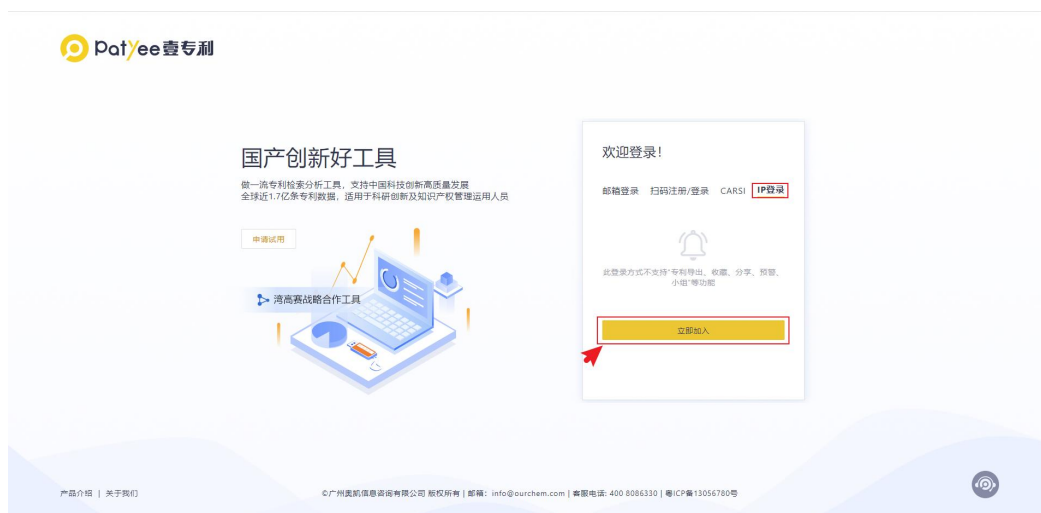 Patyee壹专利
国产创新好工具
做一流专利检索分析工具，支持中国科技创新高质量发展
全球近1.7亿条专利数据，适用于科研创新及知识产权管理运用人员
申请试用
湾高赛战略合作工具
欢迎登录！
邮箱登录 扫码注册/登录 CARSI IP登录
此登录方式不支持“专利导出、收藏、分享、预警、
小组”等功能
立即加入
产品介绍 | 关于我们
©广州奥凯信息咨询有限公司 版权所有 | 邮箱：info@ourchem.com | 客服电话: 400 8086330 | 粤ICP备13056780号